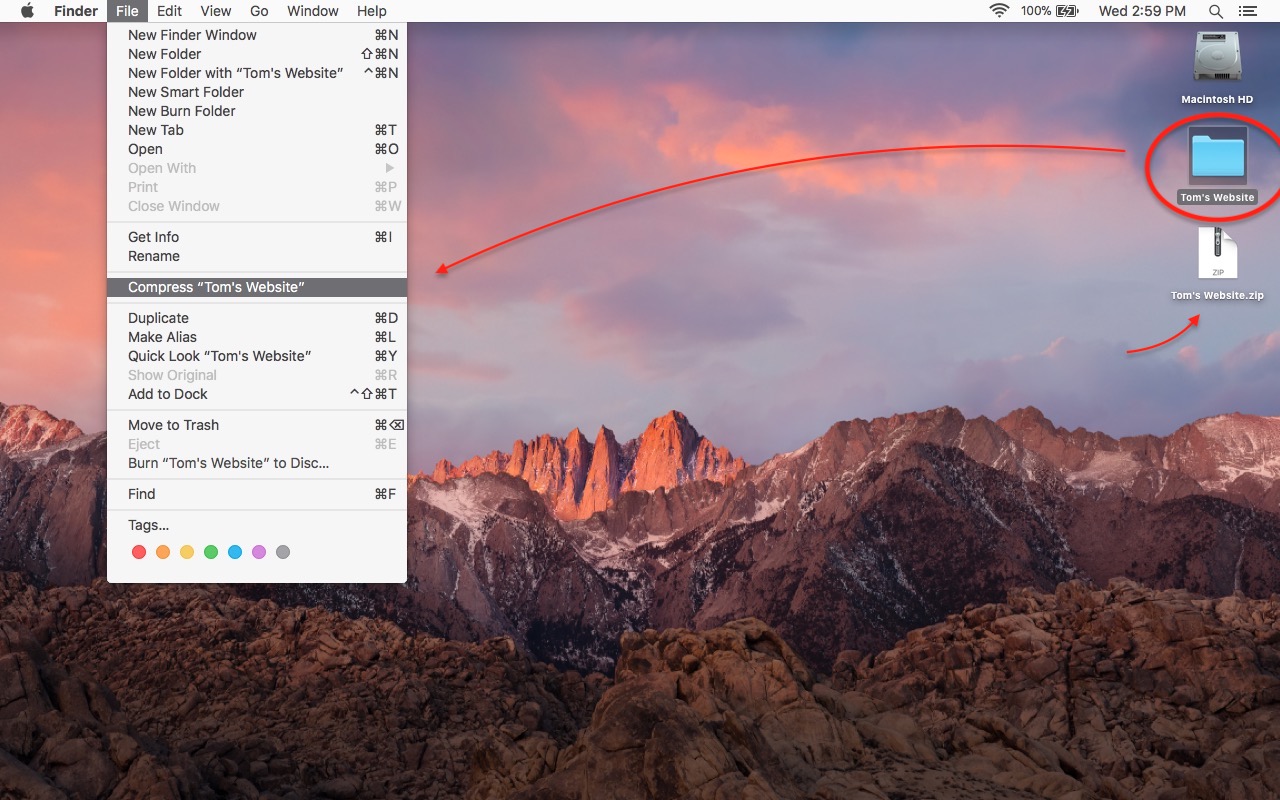 Finder File Edit View Go Window Help 100% Wed 2:59 PM
New Finder Window ⌘N
New Folder ⇧⌘N
New Folder with “Tom's Website” ^⌘N
New Smart Folder
New Burn Folder
New Tab ⌘T
Open ⌘O
Open With ▶
Print ⌘P
Close Window ⌘W
Get Info ⌘I
Rename
Compress “Tom's Website”
Duplicate ⌘D
Make Alias ⌘L
Quick Look “Tom's Website” ⌘Y
Show Original ⌘R
Add to Dock ^⇧⌘T
Move to Trash ⌘⌫
Eject ⌘E
Burn “Tom's Website” to Disc...
Find ⌘F
Tags...
Macintosh HD
Tom's Website
ZIP
Tom's Website.zip